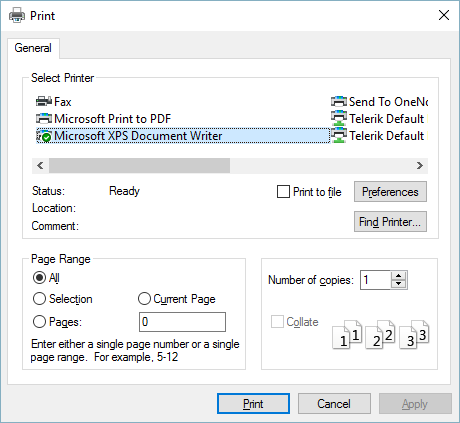 Print
General
Select Printer
Fax
Send To OneNo
Microsoft Print to PDF
Telerik Default
Microsoft XPS Document Writer
Telerik Default
Status: Ready
Print to file
Preferences
Location:
Comment:
Find Printer...
Page Range
All
Selection
Current Page
Pages:
0
Enter either a single page number or a single
page range. For example, 5-12
Number of copies: 1
Collate
1 1 2 2 3 3
Print
Cancel
Apply